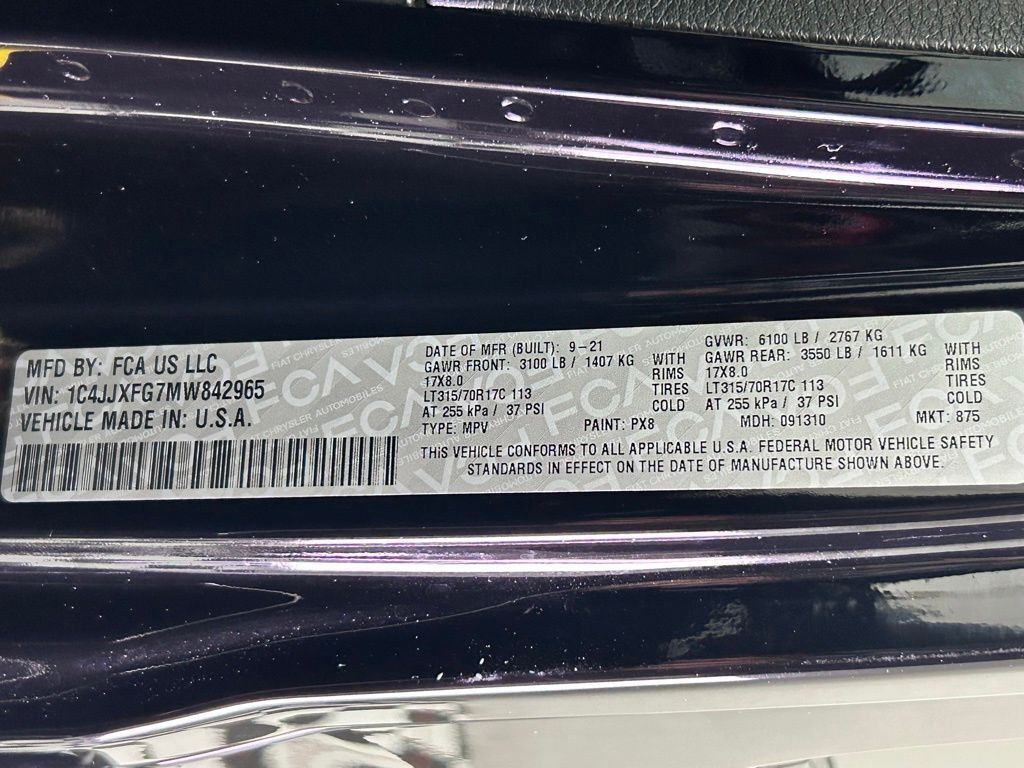 MFD BY: FCA US LLC
VIN: 1C4JJXFG7MW842965
VEHICLE MADE IN: U.S.A.
DATE OF MFR (BUILT): 9-21
GAWR FRONT: 3100 LB / 1407 KG WITH
17X8.0 RIMS
LT315/70R17C 113 TIRES
AT 255 kPa / 37 PSI COLD
TYPE: MPV PAINT: PX8
GVWR: 6100 LB / 2767 KG
GAWR REAR: 3550 LB / 1611 KG WITH
17X8.0 RIMS
LT315/70R17C 113 TIRES
AT 255 kPa / 37 PSI COLD
MDH: 091310 MKT: 875
THIS VEHICLE CONFORMS TO ALL APPLICABLE U.S.A. FEDERAL MOTOR VEHICLE SAFETY
STANDARDS IN EFFECT ON THE DATE OF MANUFACTURE SHOWN ABOVE.
FCA
FIAT CHRYSLER AUTOMOBILES